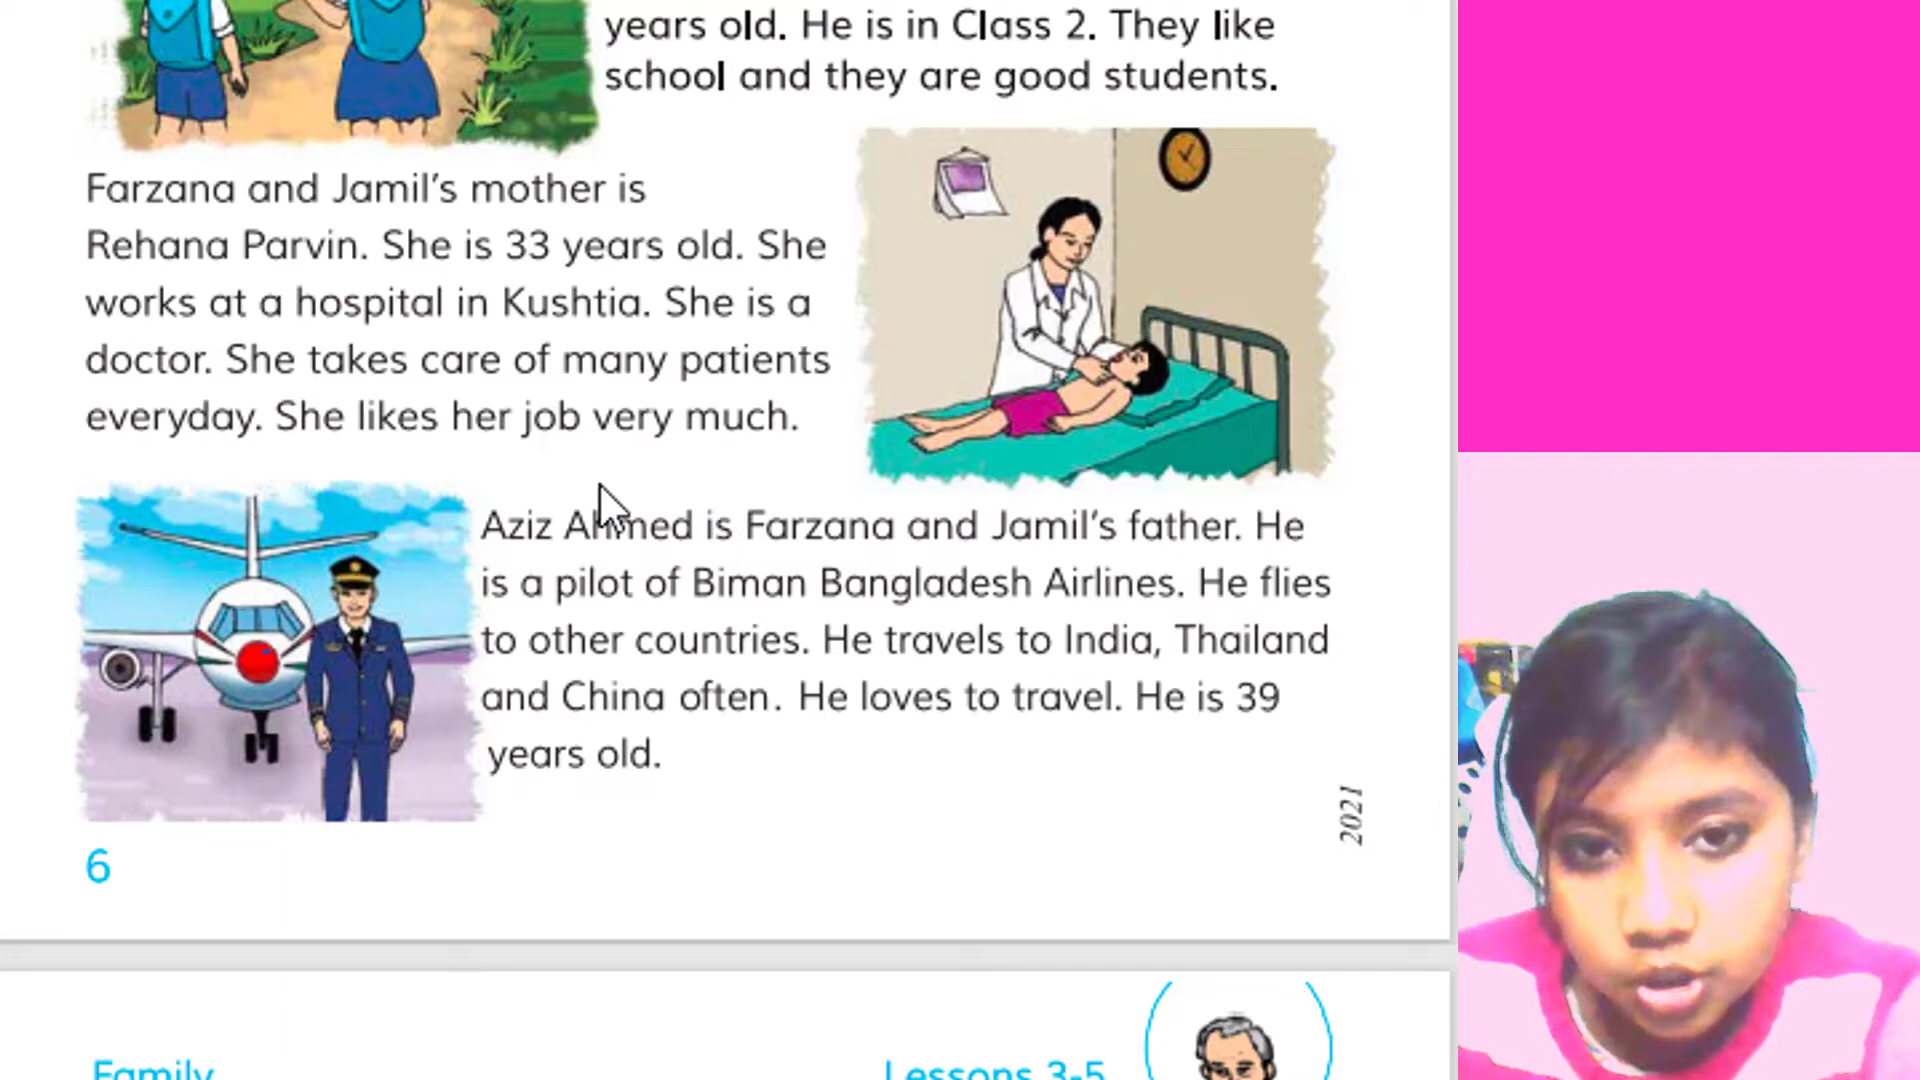 years old. He is in Class 2. They like
school and they are good students.
Farzana and Jamil’s mother is
Rehana Parvin. She is 33 years old. She
works at a hospital in Kushtia. She is a
doctor. She takes care of many patients
everyday. She likes her job very much.
Aziz Ahmed is Farzana and Jamil’s father. He
is a pilot of Biman Bangladesh Airlines. He flies
to other countries. He travels to India, Thailand
and China often. He loves to travel. He is 39
years old.
2021
6
Family
Lessons 3-5